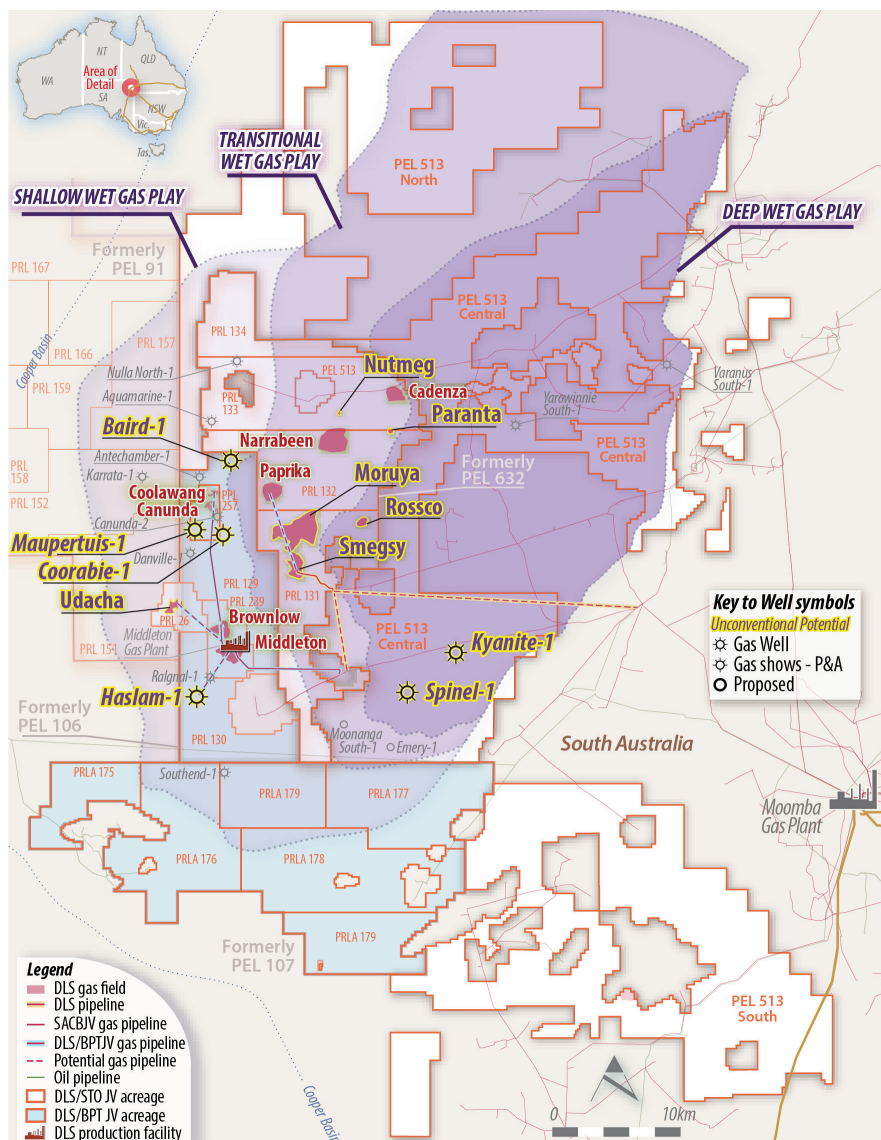 NT
QLD
WA
Area of
Detail
SA
NSW
Vic.
Tas.
TRANSITIONAL
WET GAS PLAY
SHALLOW WET GAS PLAY
DEEP WET GAS PLAY
PEL 513
North
Formerly
PEL 91
PRL 167
Cooper Basin
PRL 166
PRL 157
PRL 159
PRL 134
PEL 513
Central
Nulla North-1
PEL 513
Nutmeg
Varanus
South-1
Aquamarine-1
PRL
133
Cadenza
Yarowinnie
South-1
Baird-1
Paranta
Narrabeen
PEL 513
Central
Antechamber-1
Formerly
PEL 632
PRL
158
Karrata-1
Paprika
Moruya
PRL 152
Coolawang
Canunda
PPL
257
PRL 132
Rossco
Canunda-2
Maupertuis-1
Smegsy
Danville-1
Coorabie-1
PRL 129
PRL 131
Udacha
PRL 239
PRL 26
Brownlow
Key to Well symbols
Unconventional Potential
Gas Well
Gas shows - P&A
Proposed
Middleton
Gas Plant
Middleton
PEL 513
Central
Kyanite-1
PRL 151
Ralgnal-1
Haslam-1
Spinel-1
Formerly
PEL 106
PRL 130
Moonanga
South-1
Emery-1
South Australia
PRLA 175
Southend-1
PRLA 179
PRLA 177
Moomba
Gas Plant
PRLA 176
PRLA 178
PRLA 179
Formerly
PEL 107
PEL 513
South
Legend
DLS gas field
DLS pipeline
SACBJV gas pipeline
DLS/BPTJV gas pipeline
Potential gas pipeline
Oil pipeline
DLS/STO JV acreage
DLS/BPT JV acreage
DLS production facility
Cooper Basin
0
10km